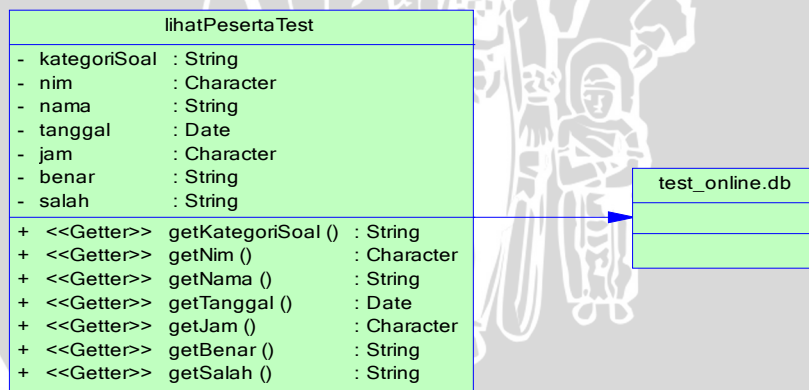 lihatPesertaTest
- kategoriSoal : String
- nim : Character
- nama : String
- tanggal : Date
- jam : Character
- benar : String
- salah : String
+ <<Getter>> getKategoriSoal () : String
+ <<Getter>> getNim () : Character
+ <<Getter>> getNama () : String
+ <<Getter>> getTanggal () : Date
+ <<Getter>> getJam () : Character
+ <<Getter>> getBenar () : String
+ <<Getter>> getSalah () : String
test_online.db